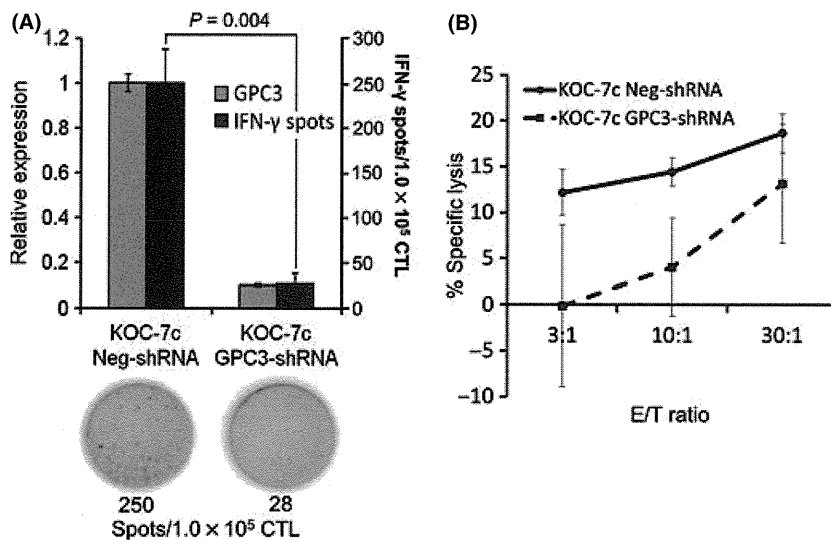 (A)
P = 0.004
1.2
1
0.8
0.6
0.4
0.2
0
Relative expression
300
250
200
150
100
50
0
IFN-γ spots/1.0 × 10⁵ CTL
GPC3
IFN-γ spots
KOC-7c
Neg-shRNA
KOC-7c
GPC3-shRNA
250
28
Spots/1.0 × 10⁵ CTL
(B)
KOC-7c Neg-shRNA
KOC-7c GPC3-shRNA
25
20
15
10
5
0
−5
−10
% Specific lysis
3:1
10:1
30:1
E/T ratio